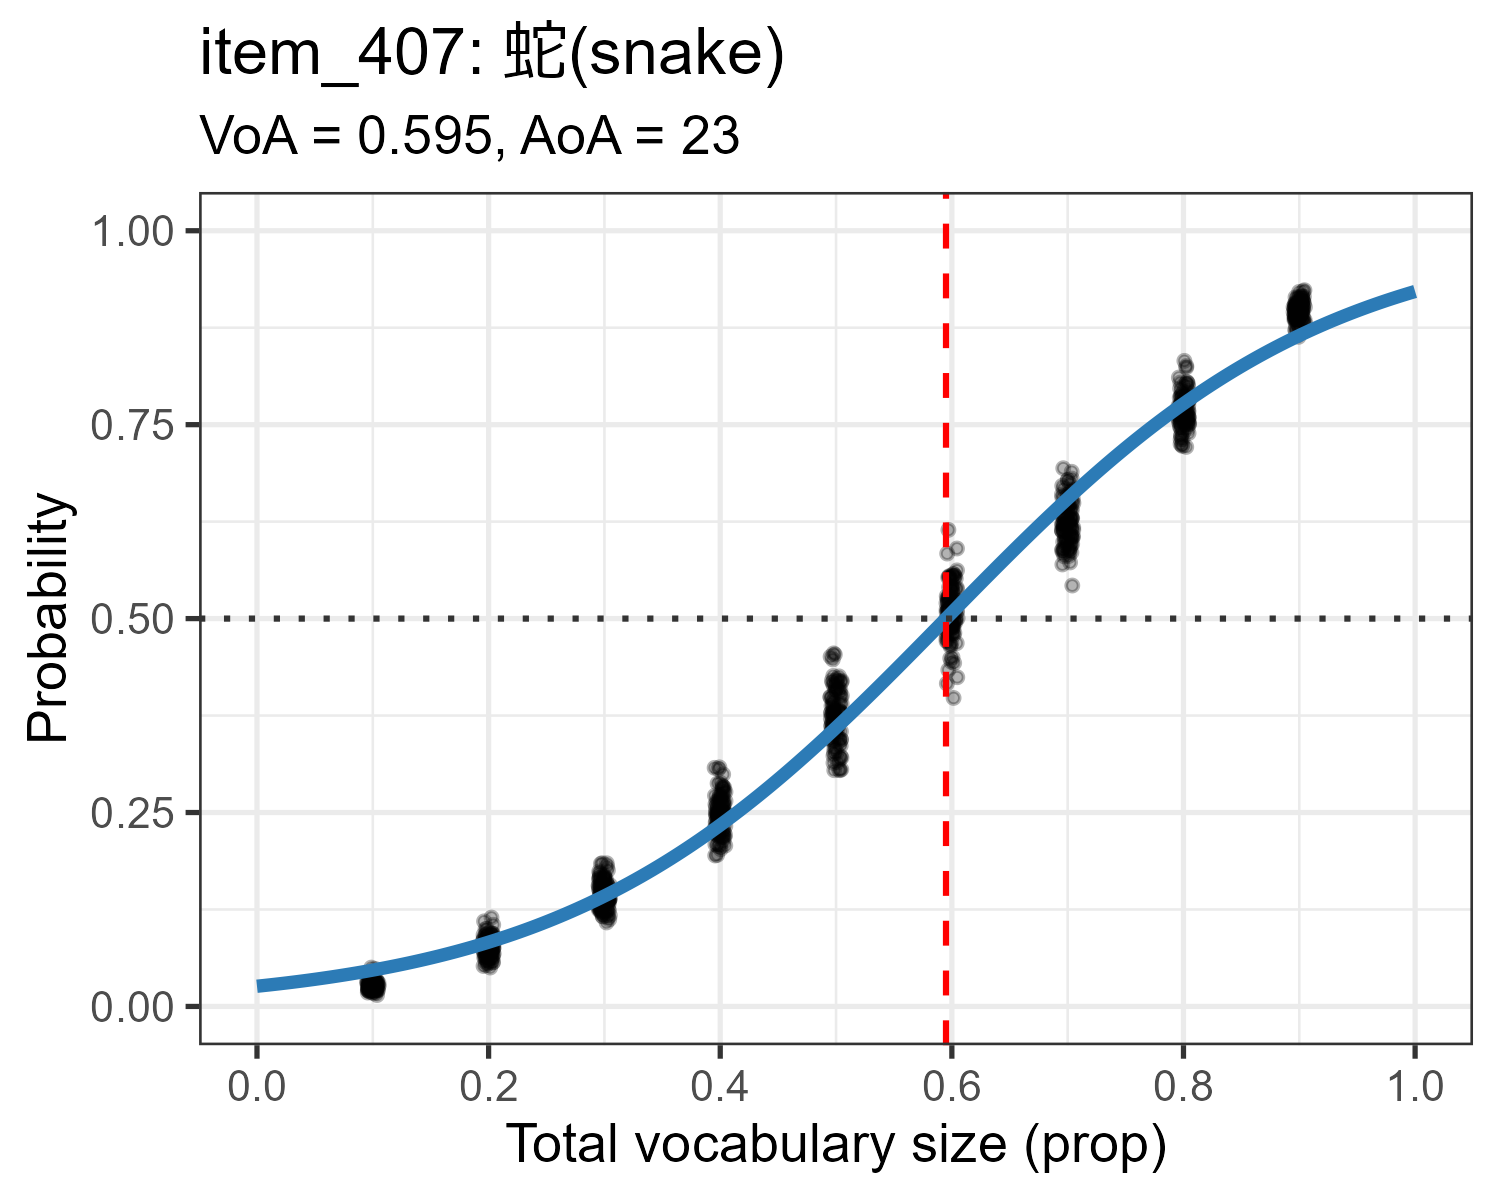 item_407: 蛇(snake)
VoA = 0.595, AoA = 23
Probability
1.00
0.75
0.50
0.25
0.00
0.0 0.2 0.4 0.6 0.8 1.0
Total vocabulary size (prop)